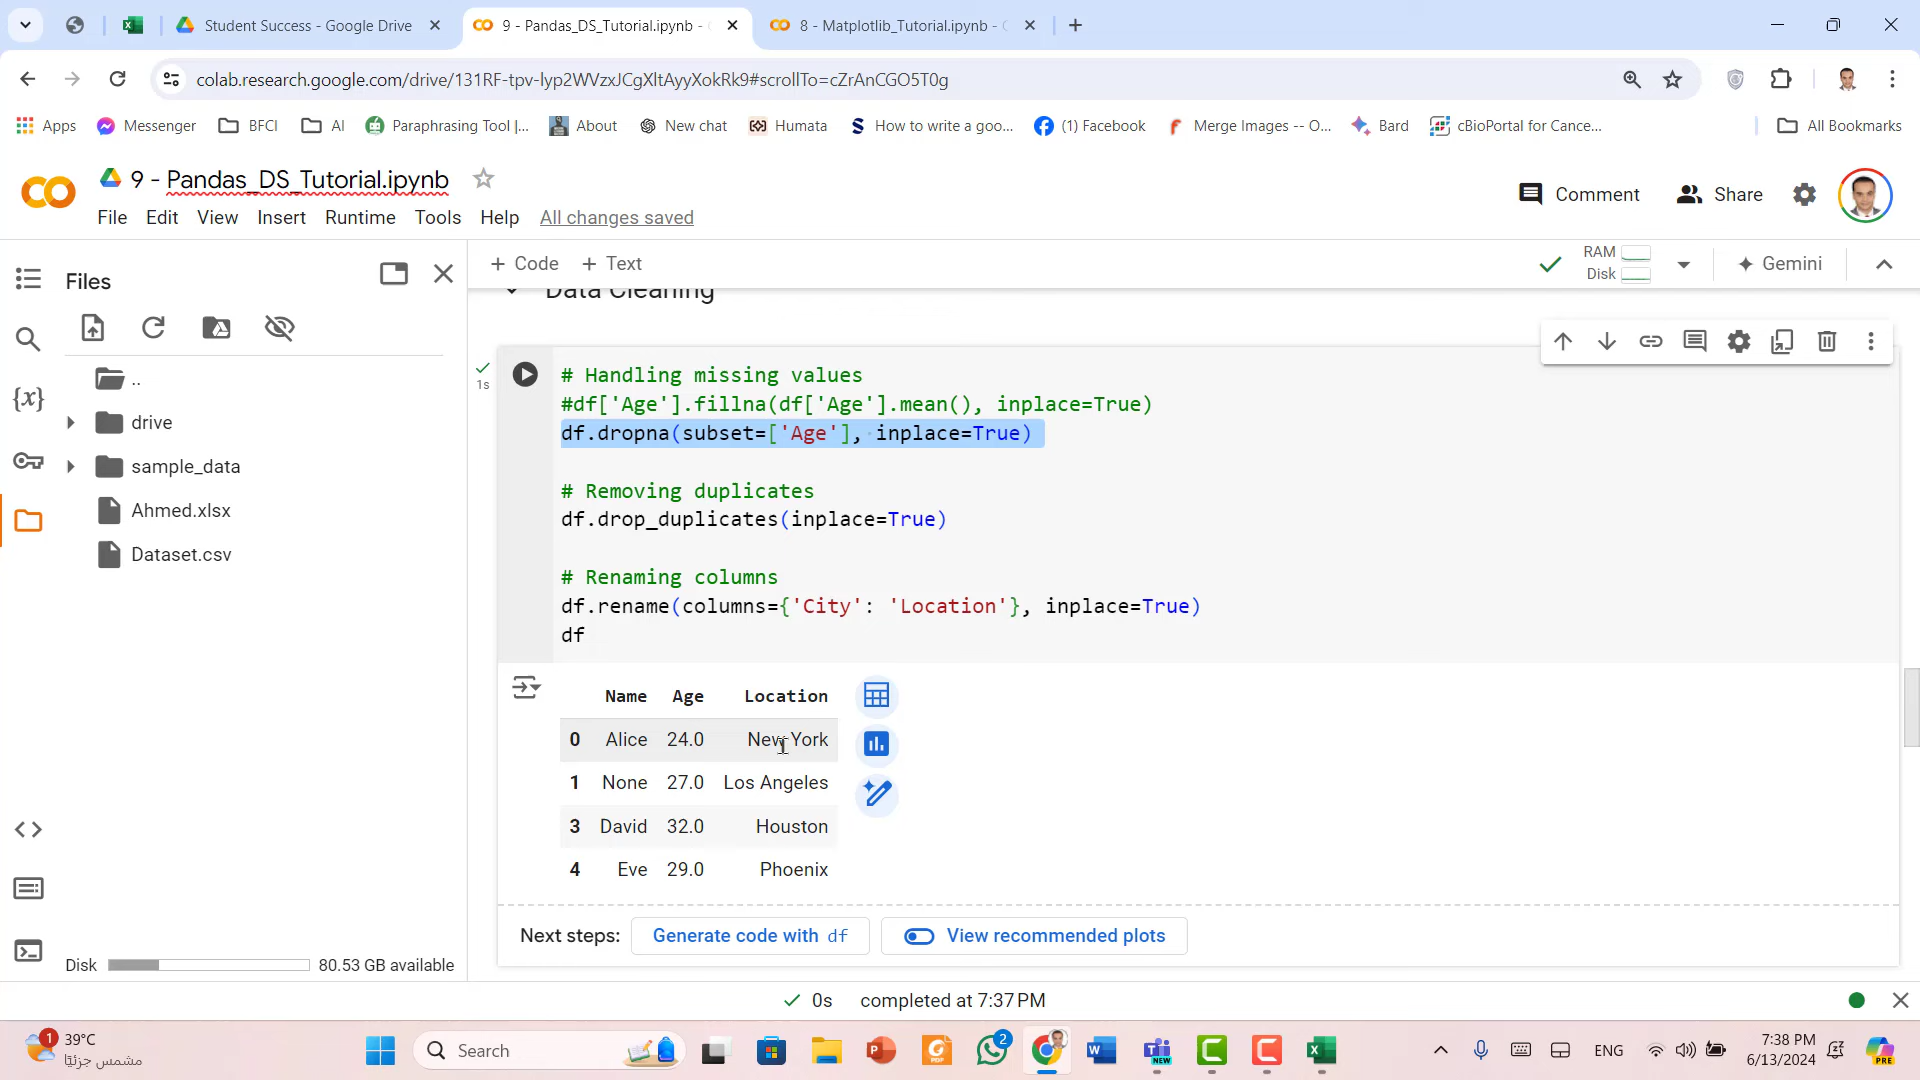 Student Success - Google Drive
9 - Pandas_DS_Tutorial.ipynb -
8 - Matplotlib_Tutorial.ipynb -
colab.research.google.com/drive/131RF-tpv-lyp2WVzxJCgXltAyyXokRk9#scrollTo=cZrAnCGO5T0g
Apps
Messenger
BFCI
AI
Paraphrasing Tool |...
About
New chat
Humata
How to write a goo...
(1) Facebook
Merge Images -- O...
Bard
cBioPortal for Cance...
All Bookmarks
9 - Pandas_DS_Tutorial.ipynb
Comment
Share
File Edit View Insert Runtime Tools Help All changes saved
Files
+ Code + Text
RAM
Disk
Gemini
Data Cleaning
..
drive
sample_data
Ahmed.xlsx
Dataset.csv
{x}
1s
# Handling missing values
#df['Age'].fillna(df['Age'].mean(), inplace=True)
df.dropna(subset=['Age'], inplace=True)
# Removing duplicates
df.drop_duplicates(inplace=True)
# Renaming columns
df.rename(columns={'City': 'Location'}, inplace=True)
df
Name Age Location
0 Alice 24.0 New York
1 None 27.0 Los Angeles
3 David 32.0 Houston
4 Eve 29.0 Phoenix
Next steps: Generate code with df View recommended plots
Disk 80.53 GB available
0s completed at 7:37 PM
1
39°C
مشمس جزئيًا
Search
2
NEW
ENG
7:38 PM
6/13/2024
PRE